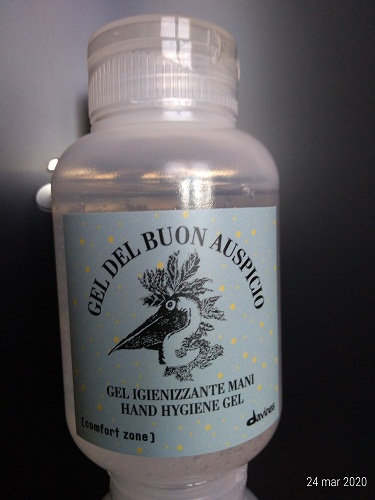 GEL DEL BUON AUSPICIO
GEL IGIENIZZANTE MANI
HAND HYGIENE GEL
[comfort zone]
davines
24 mar 2020